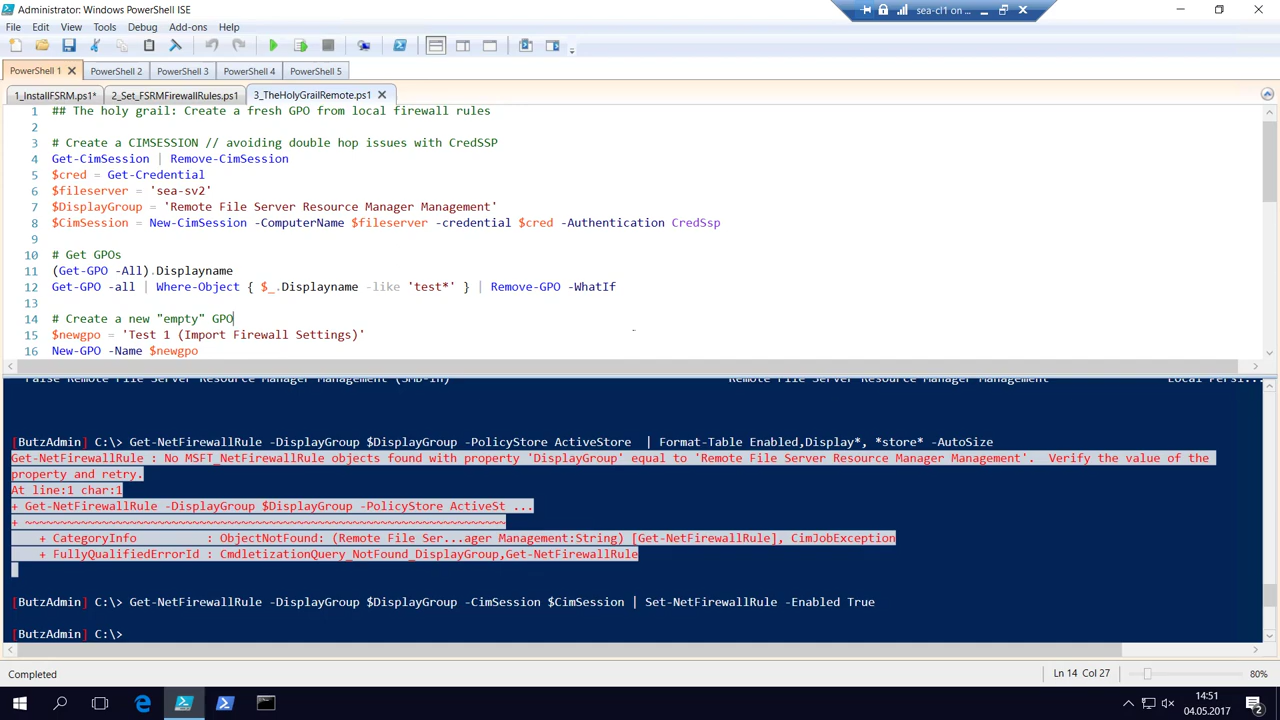 Administrator: Windows PowerShell ISE
sea-cl1 on ...
File Edit View Tools Debug Add-ons Help
PowerShell 1 PowerShell 2 PowerShell 3 PowerShell 4 PowerShell 5
1_InstallFSRM.ps1* 2_Set_FSRMFirewallRules.ps1 3_TheHolyGrailRemote.ps1
1 ## The holy grail: Create a fresh GPO from local firewall rules
2
3 # Create a CIMSESSION // avoiding double hop issues with CredSSP
4 Get-CimSession | Remove-CimSession
5 $cred = Get-Credential
6 $fileserver = 'sea-sv2'
7 $DisplayGroup = 'Remote File Server Resource Manager Management'
8 $CimSession = New-CimSession -ComputerName $fileserver -credential $cred -Authentication CredSsp
9
10 # Get GPOs
11 (Get-GPO -All).Displayname
12 Get-GPO -all | Where-Object { $_.Displayname -like 'test*' } | Remove-GPO -WhatIf
13
14 # Create a new "empty" GPO
15 $newgpo = 'Test 1 (Import Firewall Settings)'
16 New-GPO -Name $newgpo
False Remote File Server Resource Manager Management (SMB-In) Remote File Server Resource Manager Management Local Persi...
[ButzAdmin] C:\> Get-NetFirewallRule -DisplayGroup $DisplayGroup -PolicyStore ActiveStore | Format-Table Enabled,Display*, *store* -AutoSize
Get-NetFirewallRule : No MSFT_NetFirewallRule objects found with property 'DisplayGroup' equal to 'Remote File Server Resource Manager Management'. Verify the value of the
property and retry.
At line:1 char:1
+ Get-NetFirewallRule -DisplayGroup $DisplayGroup -PolicyStore ActiveSt ...
+ ~~~~~~~~~~~~~~~~~~~~~~~~~~~~~~~~~~~~~~~~~~~~~~~~~~~~~~~~~~~~~~~~~~~~~
+ CategoryInfo : ObjectNotFound: (Remote File Ser...ager Management:String) [Get-NetFirewallRule], CimJobException
+ FullyQualifiedErrorId : CmdletizationQuery_NotFound_DisplayGroup,Get-NetFirewallRule
[ButzAdmin] C:\> Get-NetFirewallRule -DisplayGroup $DisplayGroup -CimSession $CimSession | Set-NetFirewallRule -Enabled True
[ButzAdmin] C:\>
Completed
Ln 14 Col 27
80%
14:51
04.05.2017
2